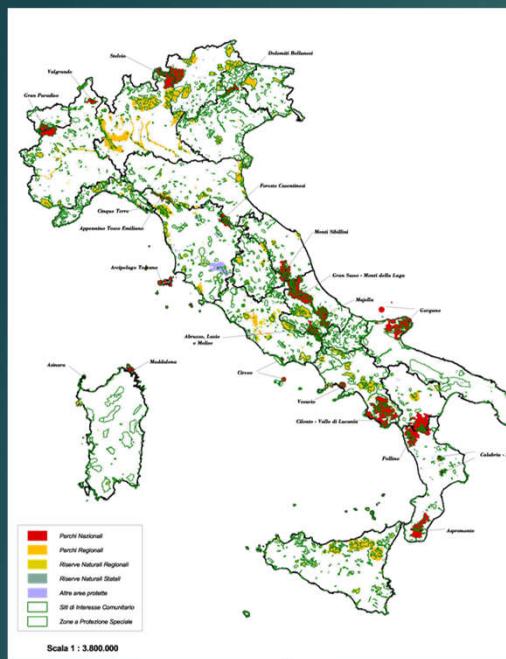 Stelvio
Dolomiti Bellunesi
Valgrande
Gran Paradiso
Foreste Casentinesi
Cinque Terre
Appennino Tosco Emiliano
Monti Sibillini
Arcipelago Toscano
Gran Sasso - Monti della Laga
Majella
Gargano
Abruzzo, Lazio
e Molise
Asinara
Maddalena
Circeo
Vesuvio
Cilento - Vallo di Lucania
Pollino
Calabria -
Aspromonte
Parchi Nazionali
Parchi Regionali
Riserve Naturali Regionali
Riserve Naturali Statali
Altre aree protette
Siti di Interesse Comunitario
Zone a Protezione Speciale
Scala 1 : 3.800.000